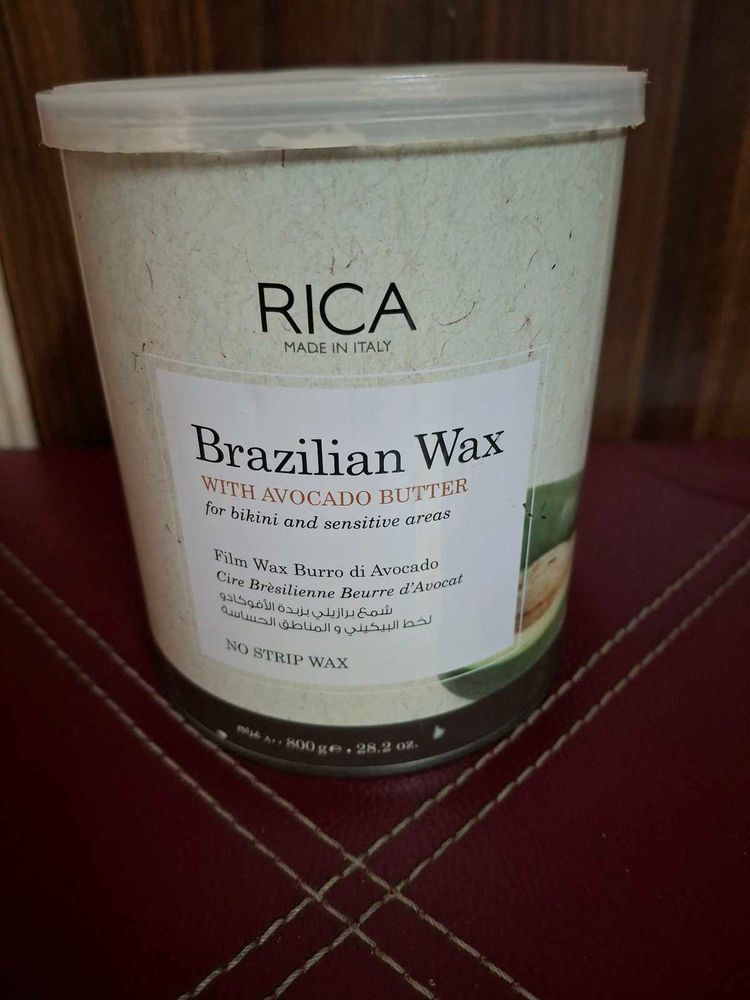 RICA
MADE IN ITALY
Brazilian Wax
WITH AVOCADO BUTTER
for bikini and sensitive areas
Film Wax Burro di Avocado
Cire Brèsilienne Beurre d'Avocat
شمع برازيلي بزبدة الأفوكادو
لخط البيكيني و المناطق الحساسة
NO STRIP WAX
٨٠٠ غرام 800 g e • 28.2 oz.